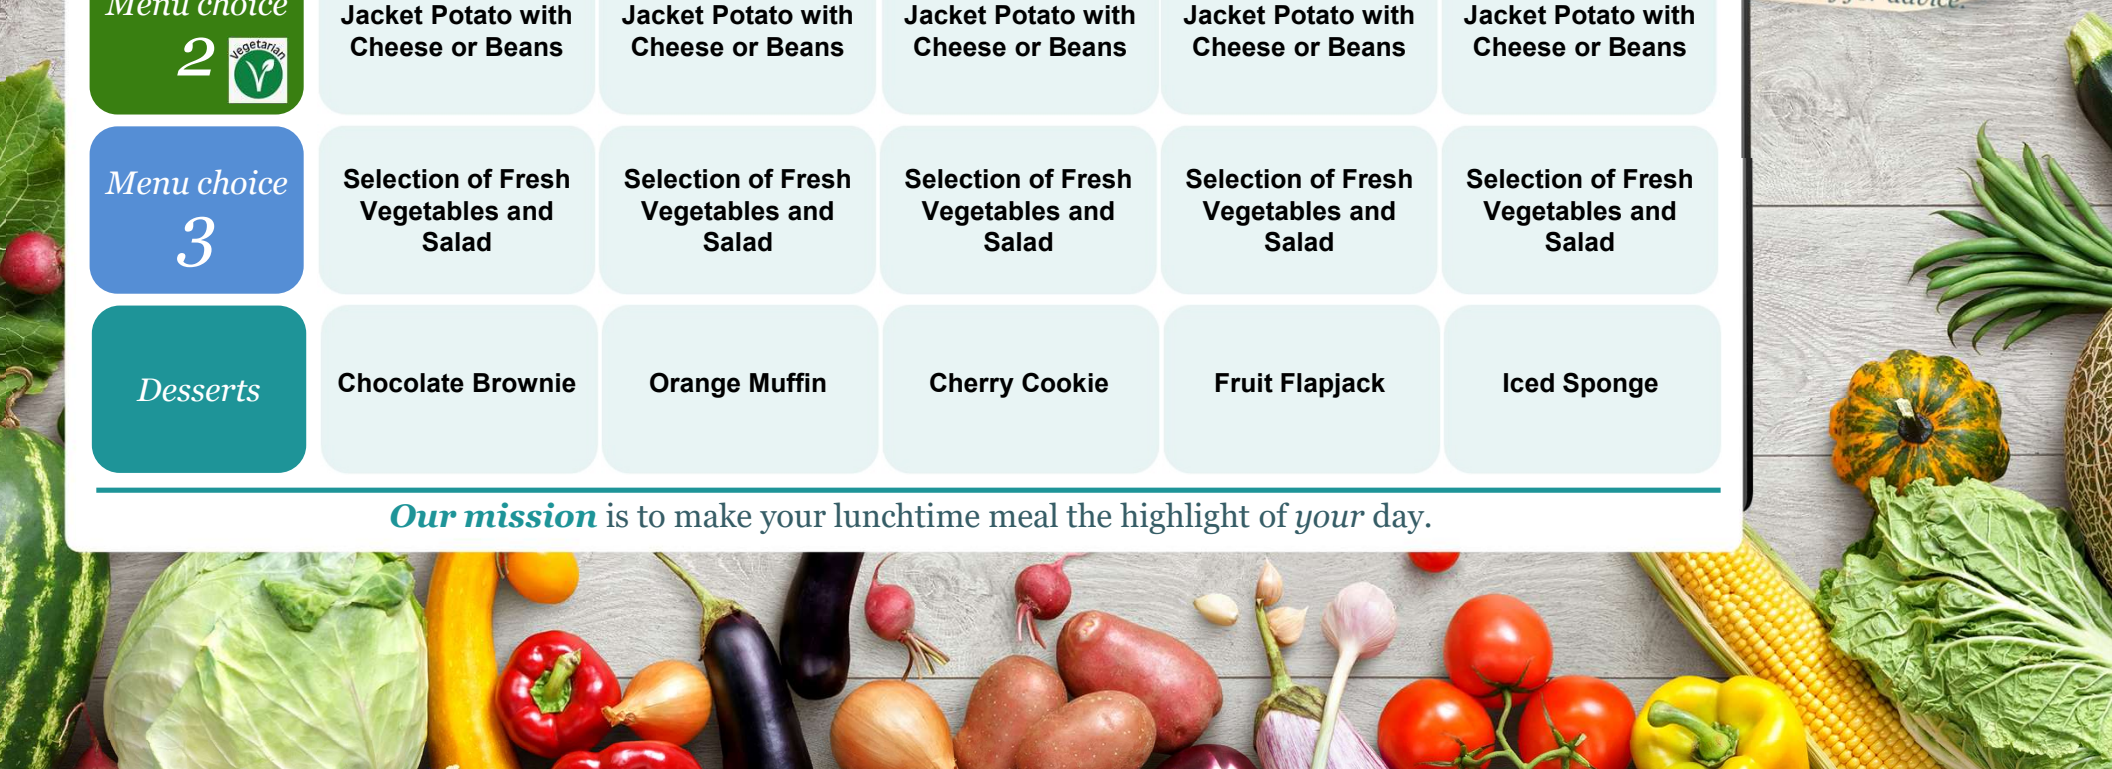 Menu choice
2
Vegetarian
V
Jacket Potato with
Cheese or Beans
Jacket Potato with
Cheese or Beans
Jacket Potato with
Cheese or Beans
Jacket Potato with
Cheese or Beans
Jacket Potato with
Cheese or Beans
advice.
Menu choice
3
Selection of Fresh
Vegetables and
Salad
Selection of Fresh
Vegetables and
Salad
Selection of Fresh
Vegetables and
Salad
Selection of Fresh
Vegetables and
Salad
Selection of Fresh
Vegetables and
Salad
Desserts
Chocolate Brownie
Orange Muffin
Cherry Cookie
Fruit Flapjack
Iced Sponge
Our mission is to make your lunchtime meal the highlight of your day.